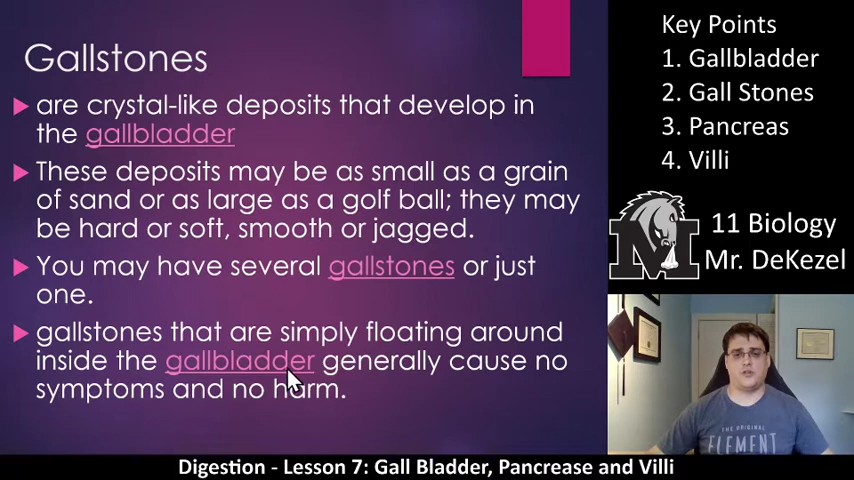 Gallstones
are crystal-like deposits that develop in
the gallbladder
These deposits may be as small as a grain
of sand or as large as a golf ball; they may
be hard or soft, smooth or jagged.
You may have several gallstones or just
one.
gallstones that are simply floating around
inside the gallbladder generally cause no
symptoms and no harm.
Key Points
1. Gallbladder
2. Gall Stones
3. Pancreas
4. Villi
M
11 Biology
Mr. DeKezel
THE ORIGINAL
ELEMENT
Digestion - Lesson 7: Gall Bladder, Pancrease and Villi